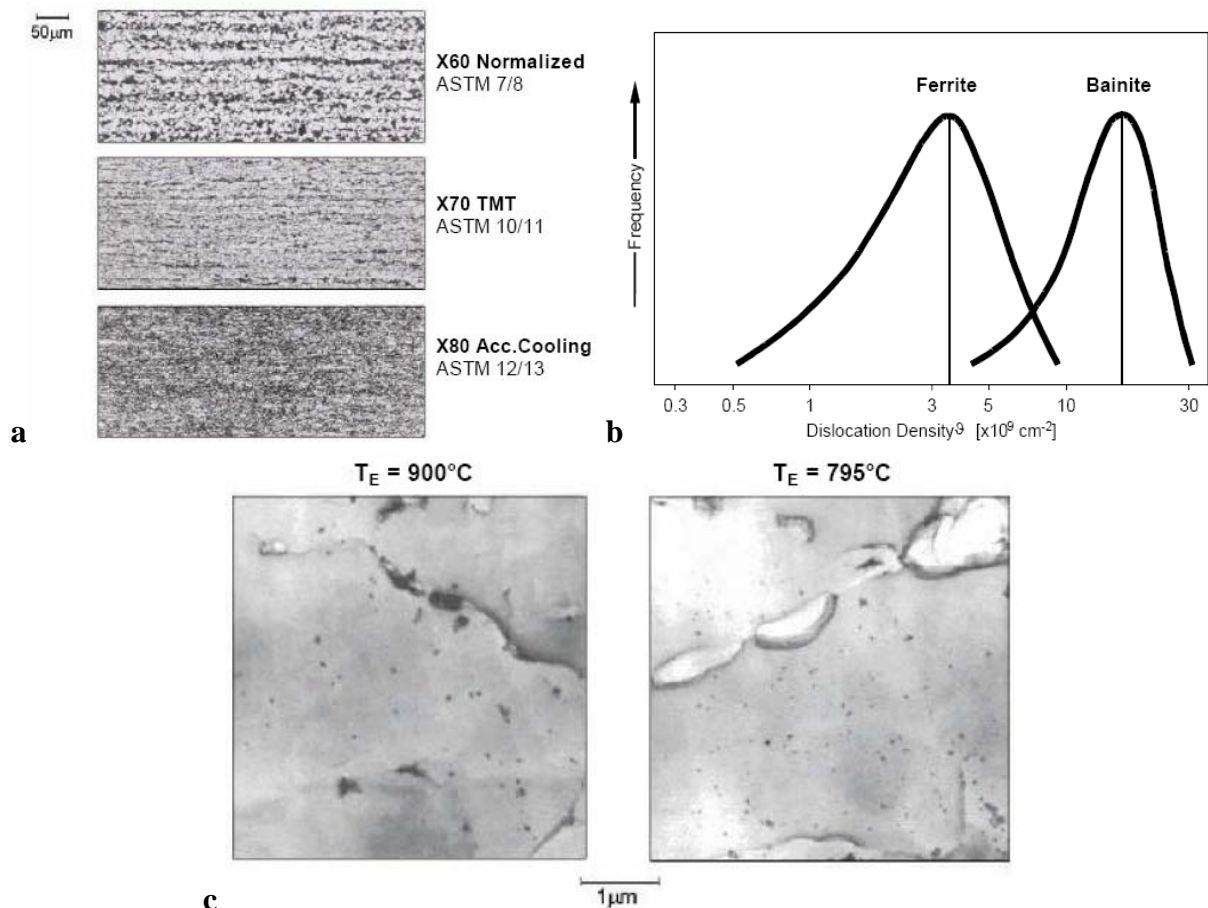 50μm
X60 Normalized
ASTM 7/8
X70 TMT
ASTM 10/11
X80 Acc.Cooling
ASTM 12/13
a
Frequency
Ferrite
Bainite
0.3 0.5 1 3 5 10 30
Dislocation Densityϑ [x10⁹ cm⁻²]
b
T_E = 900°C
T_E = 795°C
1μm
c